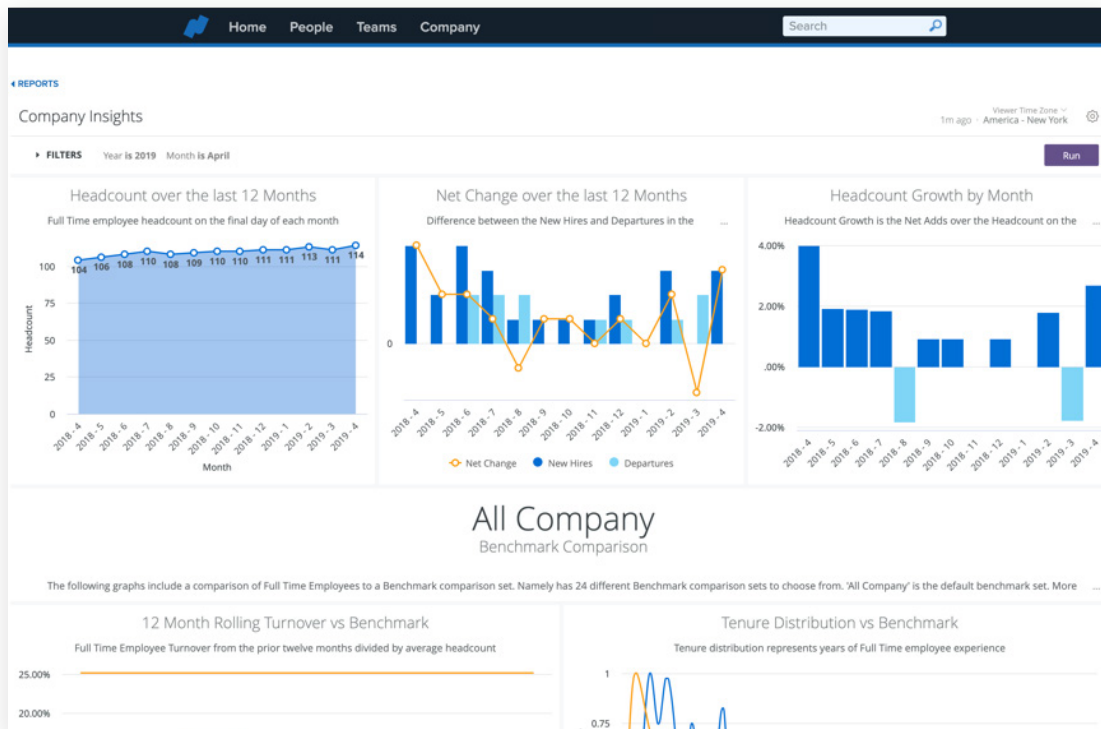 Home People Teams Company Search
REPORTS
Company Insights
Viewer Time Zone
1m ago · America - New York
FILTERS Year is 2019 Month is April Run
Headcount over the last 12 Months
Full Time employee headcount on the final day of each month
100
75
50
25
0
Headcount
104 106 108 110 108 109 110 110 111 111 113 111 114
2018 - 4 2018 - 5 2018 - 6 2018 - 7 2018 - 8 2018 - 9 2018 - 10 2018 - 11 2018 - 12 2019 - 1 2019 - 2 2019 - 3 2019 - 4
Month
Net Change over the last 12 Months
Difference between the New Hires and Departures in the ...
0
2018 - 4 2018 - 5 2018 - 6 2018 - 7 2018 - 8 2018 - 9 2018 - 10 2018 - 11 2018 - 12 2019 - 1 2019 - 2 2019 - 3 2019 - 4
Net Change New Hires Departures
Headcount Growth by Month
Headcount Growth is the Net Adds over the Headcount on the ...
4.00%
2.00%
.00%
-2.00%
2018 - 4 2018 - 5 2018 - 6 2018 - 7 2018 - 8 2018 - 9 2018 - 10 2018 - 11 2018 - 12 2019 - 1 2019 - 2 2019 - 3 2019 - 4
All Company
Benchmark Comparison
The following graphs include a comparison of Full Time Employees to a Benchmark comparison set. Namely has 24 different Benchmark comparison sets to choose from. 'All Company' is the default benchmark set. More ...
12 Month Rolling Turnover vs Benchmark
Full Time Employee Turnover from the prior twelve months divided by average headcount
25.00%
20.00%
Tenure Distribution vs Benchmark
Tenure distribution represents years of Full Time employee experience
1
0.75